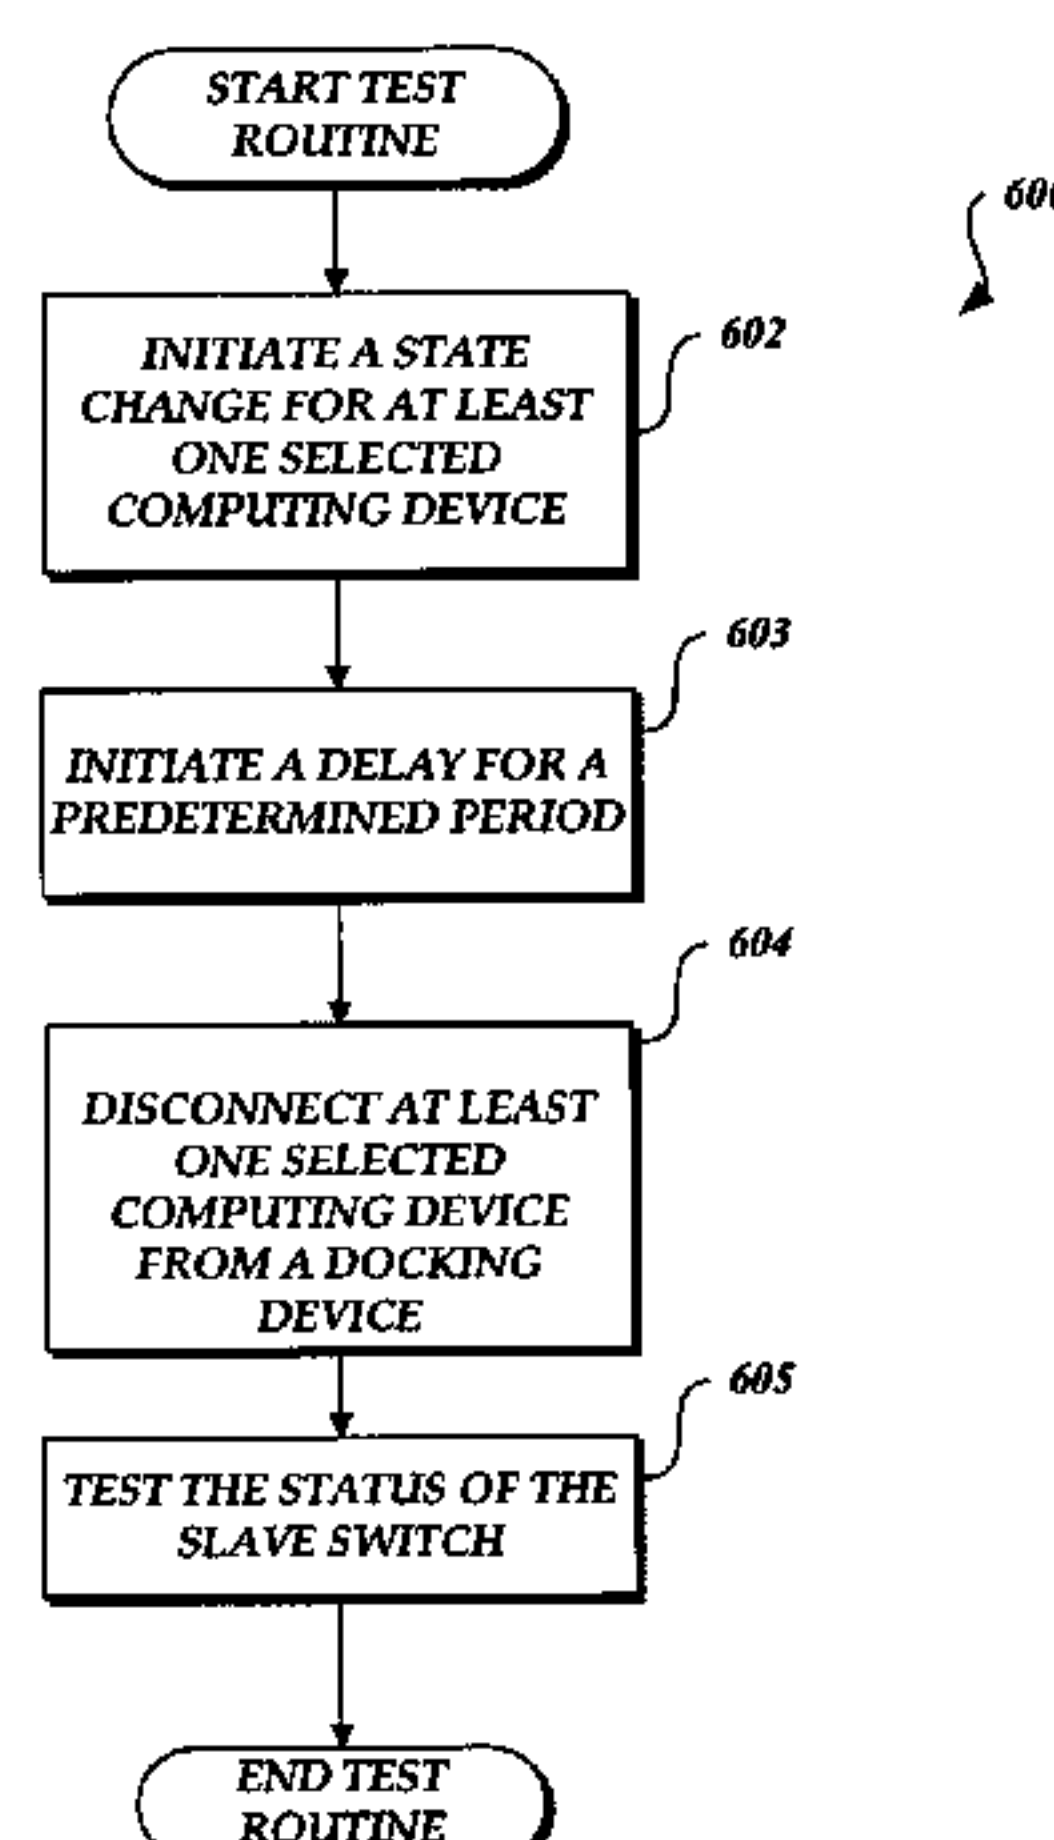 START TEST
ROUTINE
602
INITIATE A STATE
CHANGE FOR AT LEAST
ONE SELECTED
COMPUTING DEVICE
603
INITIATE A DELAY FOR A
PREDETERMINED PERIOD
604
DISCONNECT AT LEAST
ONE SELECTED
COMPUTING DEVICE
FROM A DOCKING
DEVICE
605
TEST THE STATUS OF THE
SLAVE SWITCH
END TEST
ROUTINE